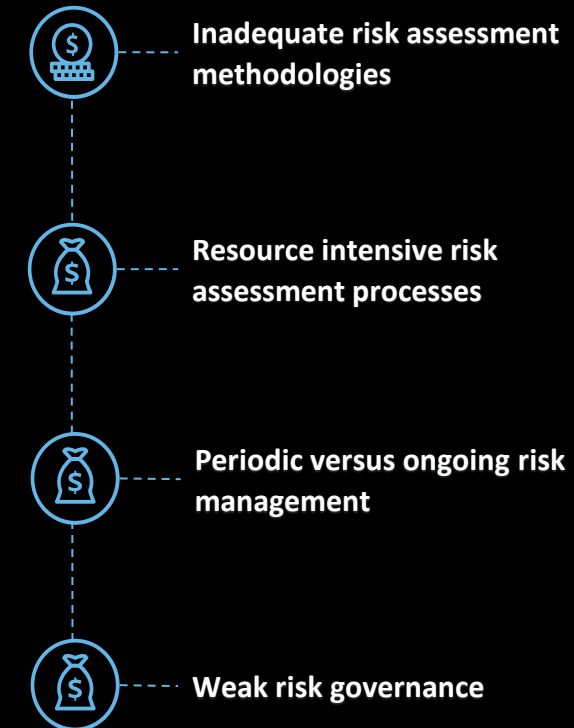 $
Inadequate risk assessment
methodologies
$
Resource intensive risk
assessment processes
$
Periodic versus ongoing risk
management
$
Weak risk governance